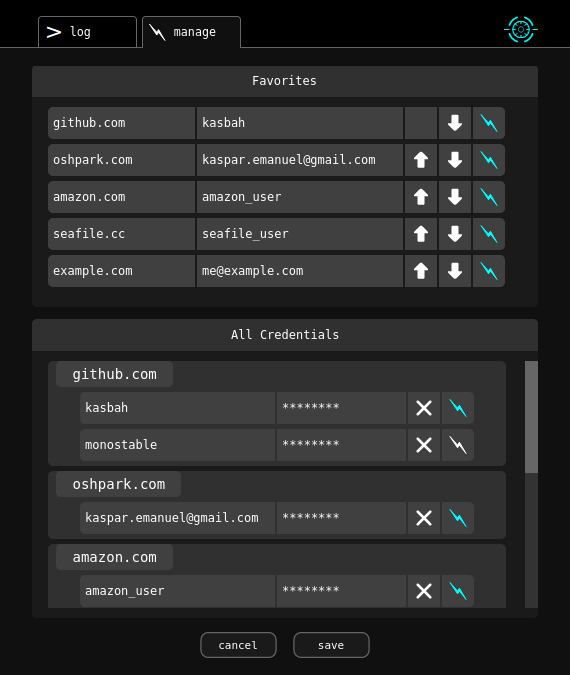 > log
manage
Favorites
github.com kasbah
oshpark.com kaspar.emanuel@gmail.com
amazon.com amazon_user
seafile.cc seafile_user
example.com me@example.com
All Credentials
github.com
kasbah ********
monostable ********
oshpark.com
kaspar.emanuel@gmail.com ********
amazon.com
amazon_user ********
cancel save